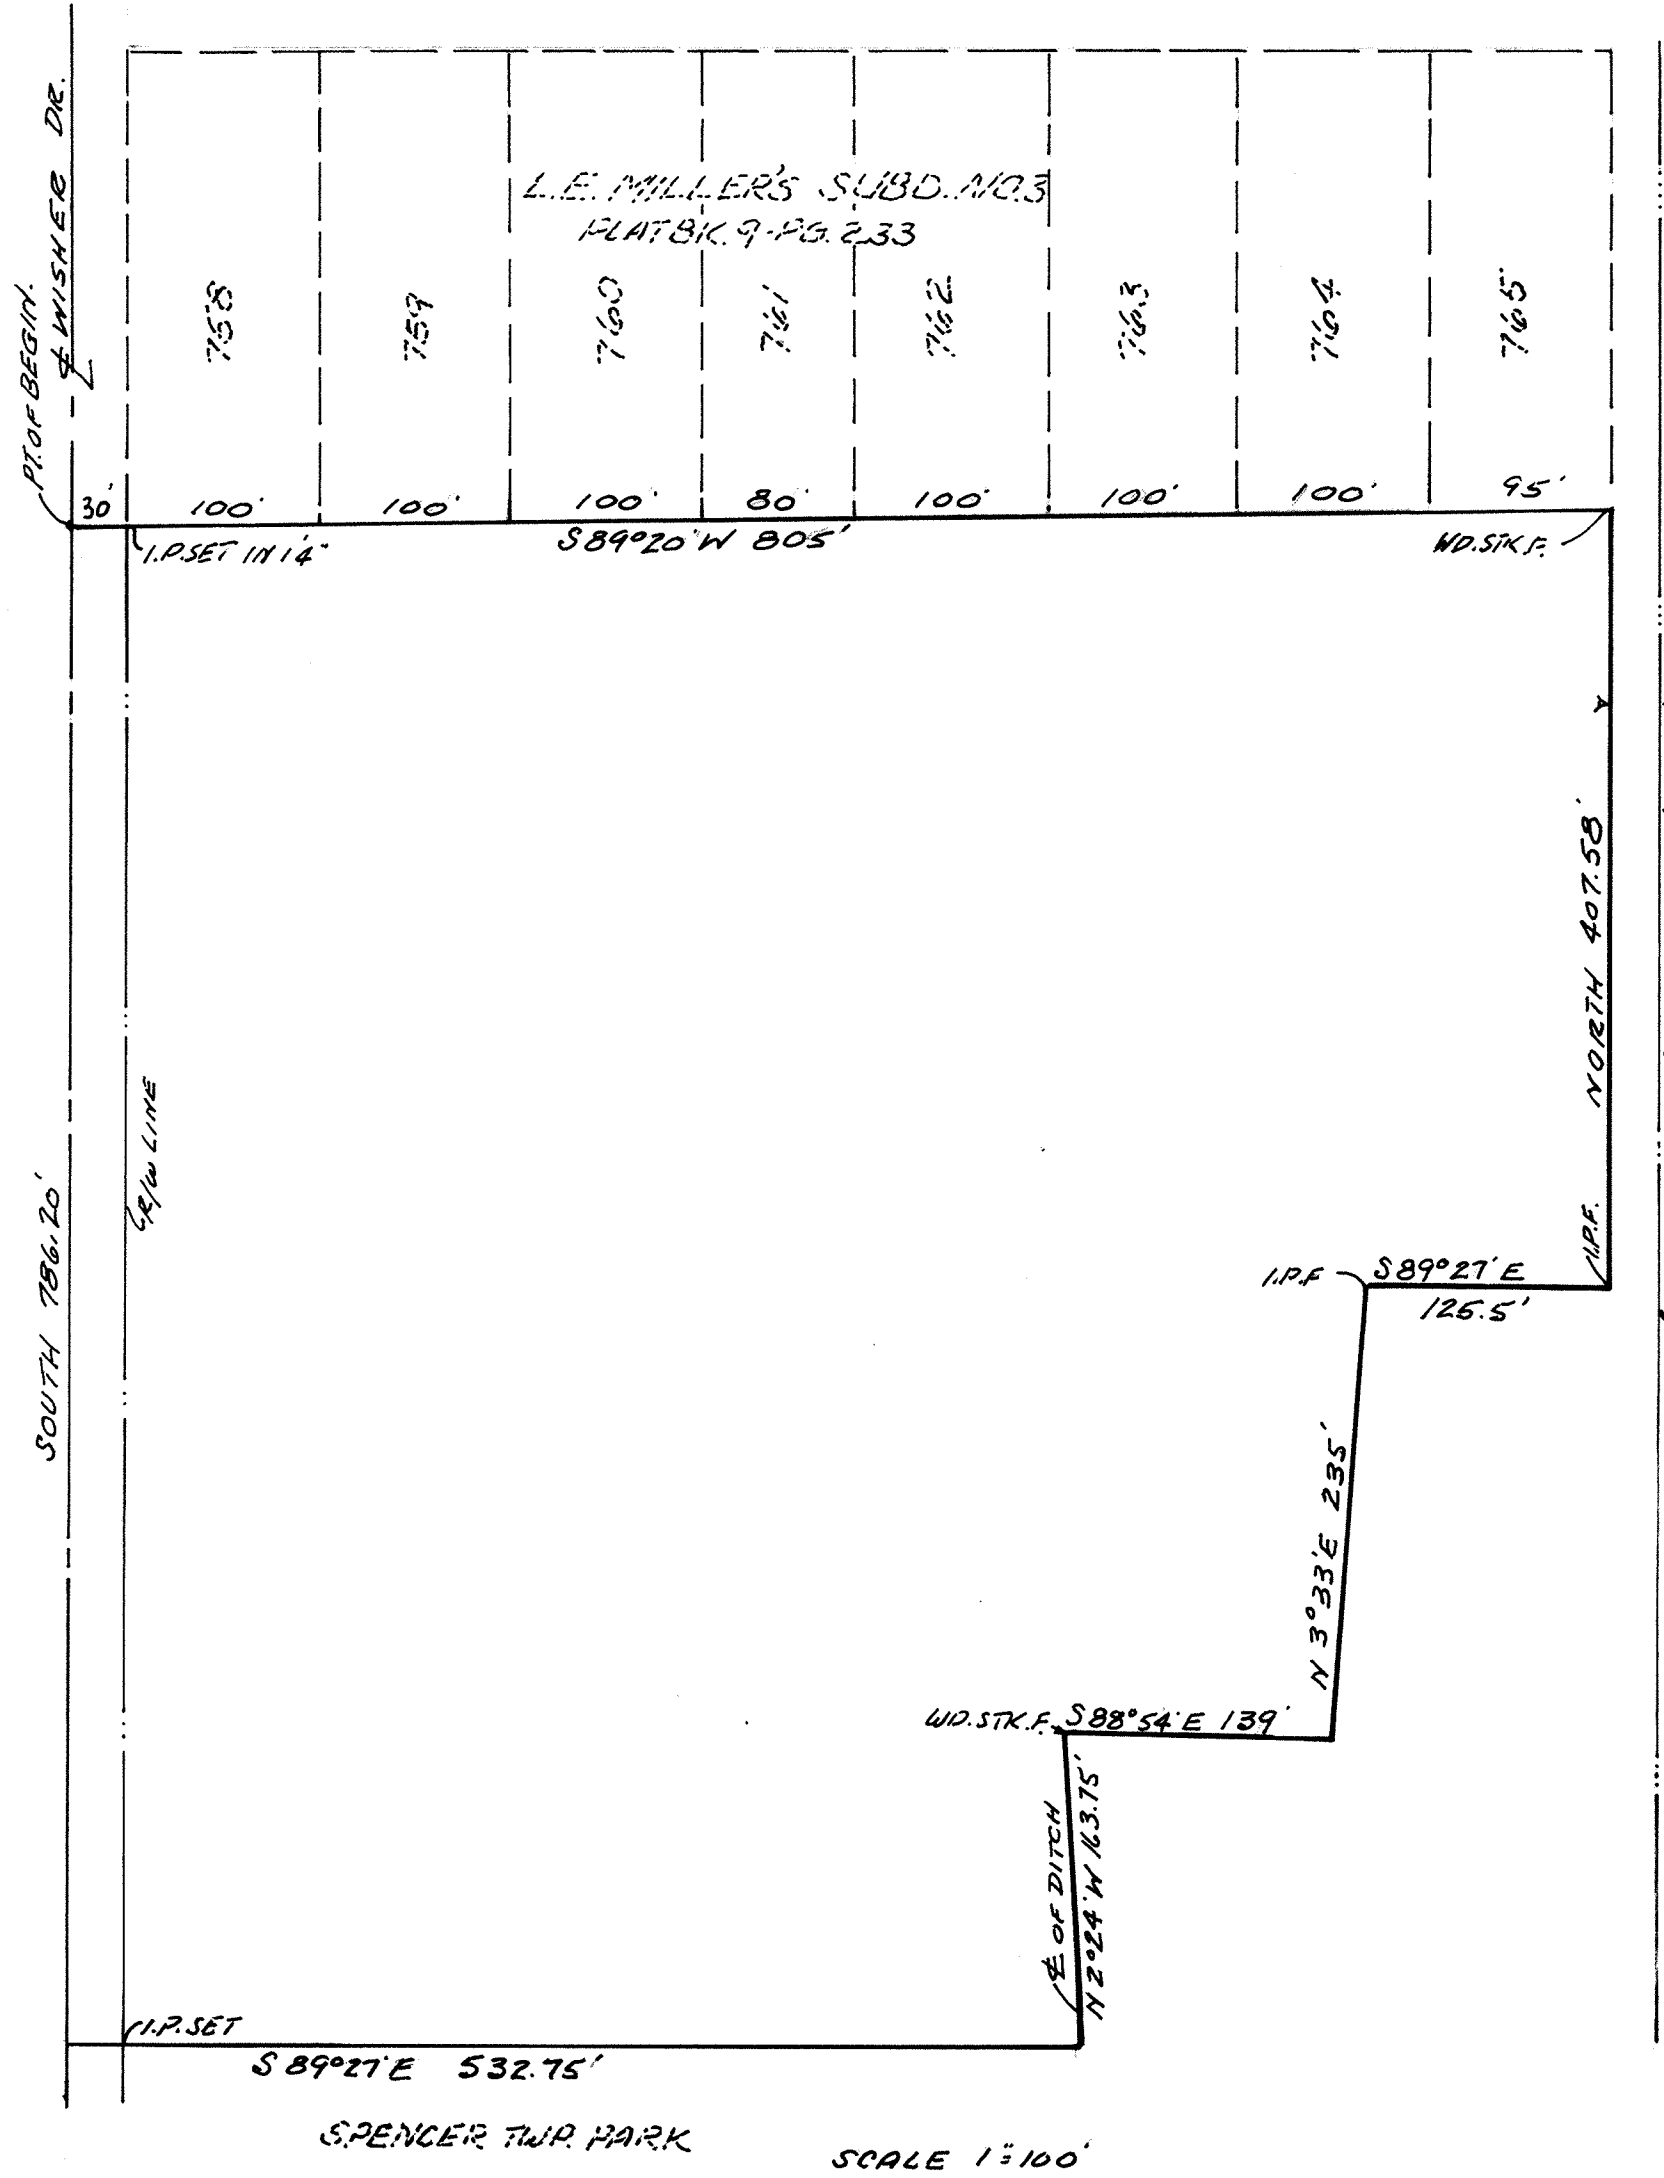 PT. OF BEGIN.
℄ WISHER DR.
L.E. MILLER'S SUBD. NO.3
PLAT BK. 9-PG. 233
758
759
760
761
762
763
764
765
30'
100'
100'
100'
80'
100'
100'
100'
95'
I.P. SET IN 14"
S 89°20' W 805'
WD. STK F.
NORTH 407.58'
R/W LINE
SOUTH 786.20'
I.P.F.
I.P.F
S 89°27' E
125.5'
N 3°33' E 235'
WD. STK. F.
S 88°54' E 139'
℄ OF DITCH
N 2°24' W 163.75'
I.P. SET
S 89°27' E 532.75'
SPENCER TWP. PARK
SCALE 1"=100'